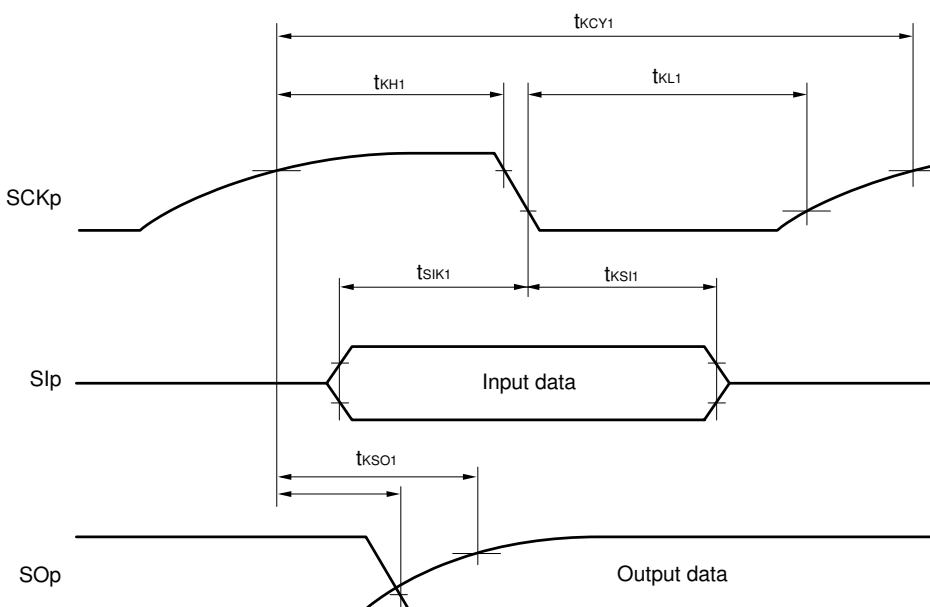 tKCY1
tKH1
tKL1
SCKp
tSIK1
tKSI1
SIp
Input data
tKSO1
SOp
Output data